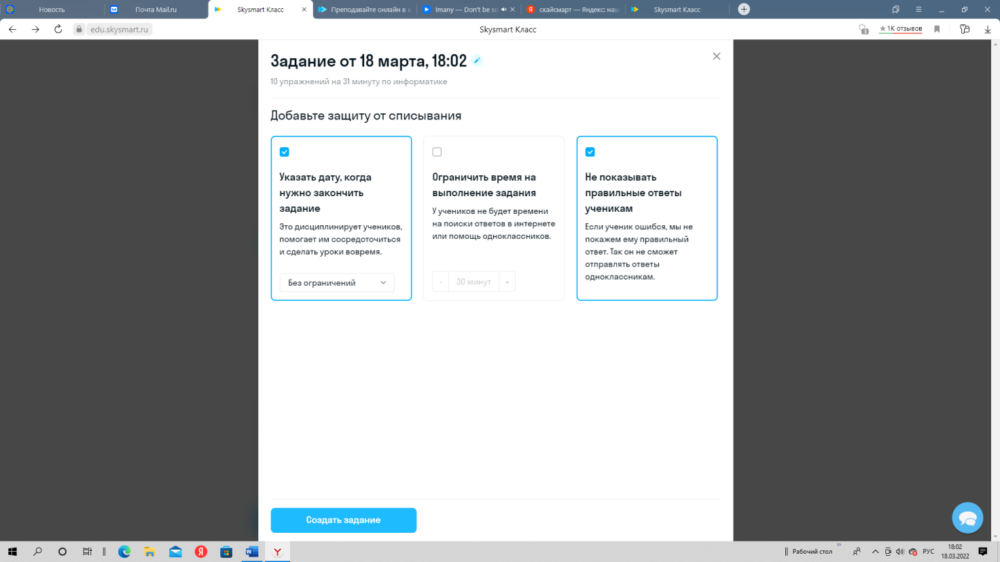 Новость
Почта Mail.ru
Skysmart Класс
Преподавайте онлайн в
Imany — Don't be so
скайсмарт — Яндекс: наш
Skysmart Класс
edu.skysmart.ru
Skysmart Класс
3
★ 1К отзывов
Задание от 18 марта, 18:02
10 упражнений на 31 минуту по информатике
Добавьте защиту от списывания
Указать дату, когда
нужно закончить
задание
Это дисциплинирует учеников,
помогает им сосредоточиться
и сделать уроки вовремя.
Без ограничений
Ограничить время на
выполнение задания
У учеников не будет времени
на поиски ответов в интернете
или помощь одноклассников.
- 30 минут +
Не показывать
правильные ответы
ученикам
Если ученик ошибся, мы не
покажем ему правильный
ответ. Так он не сможет
отправлять ответы
одноклассникам.
Создать задание
Рабочий стол
РУС
18:02
18.03.2022